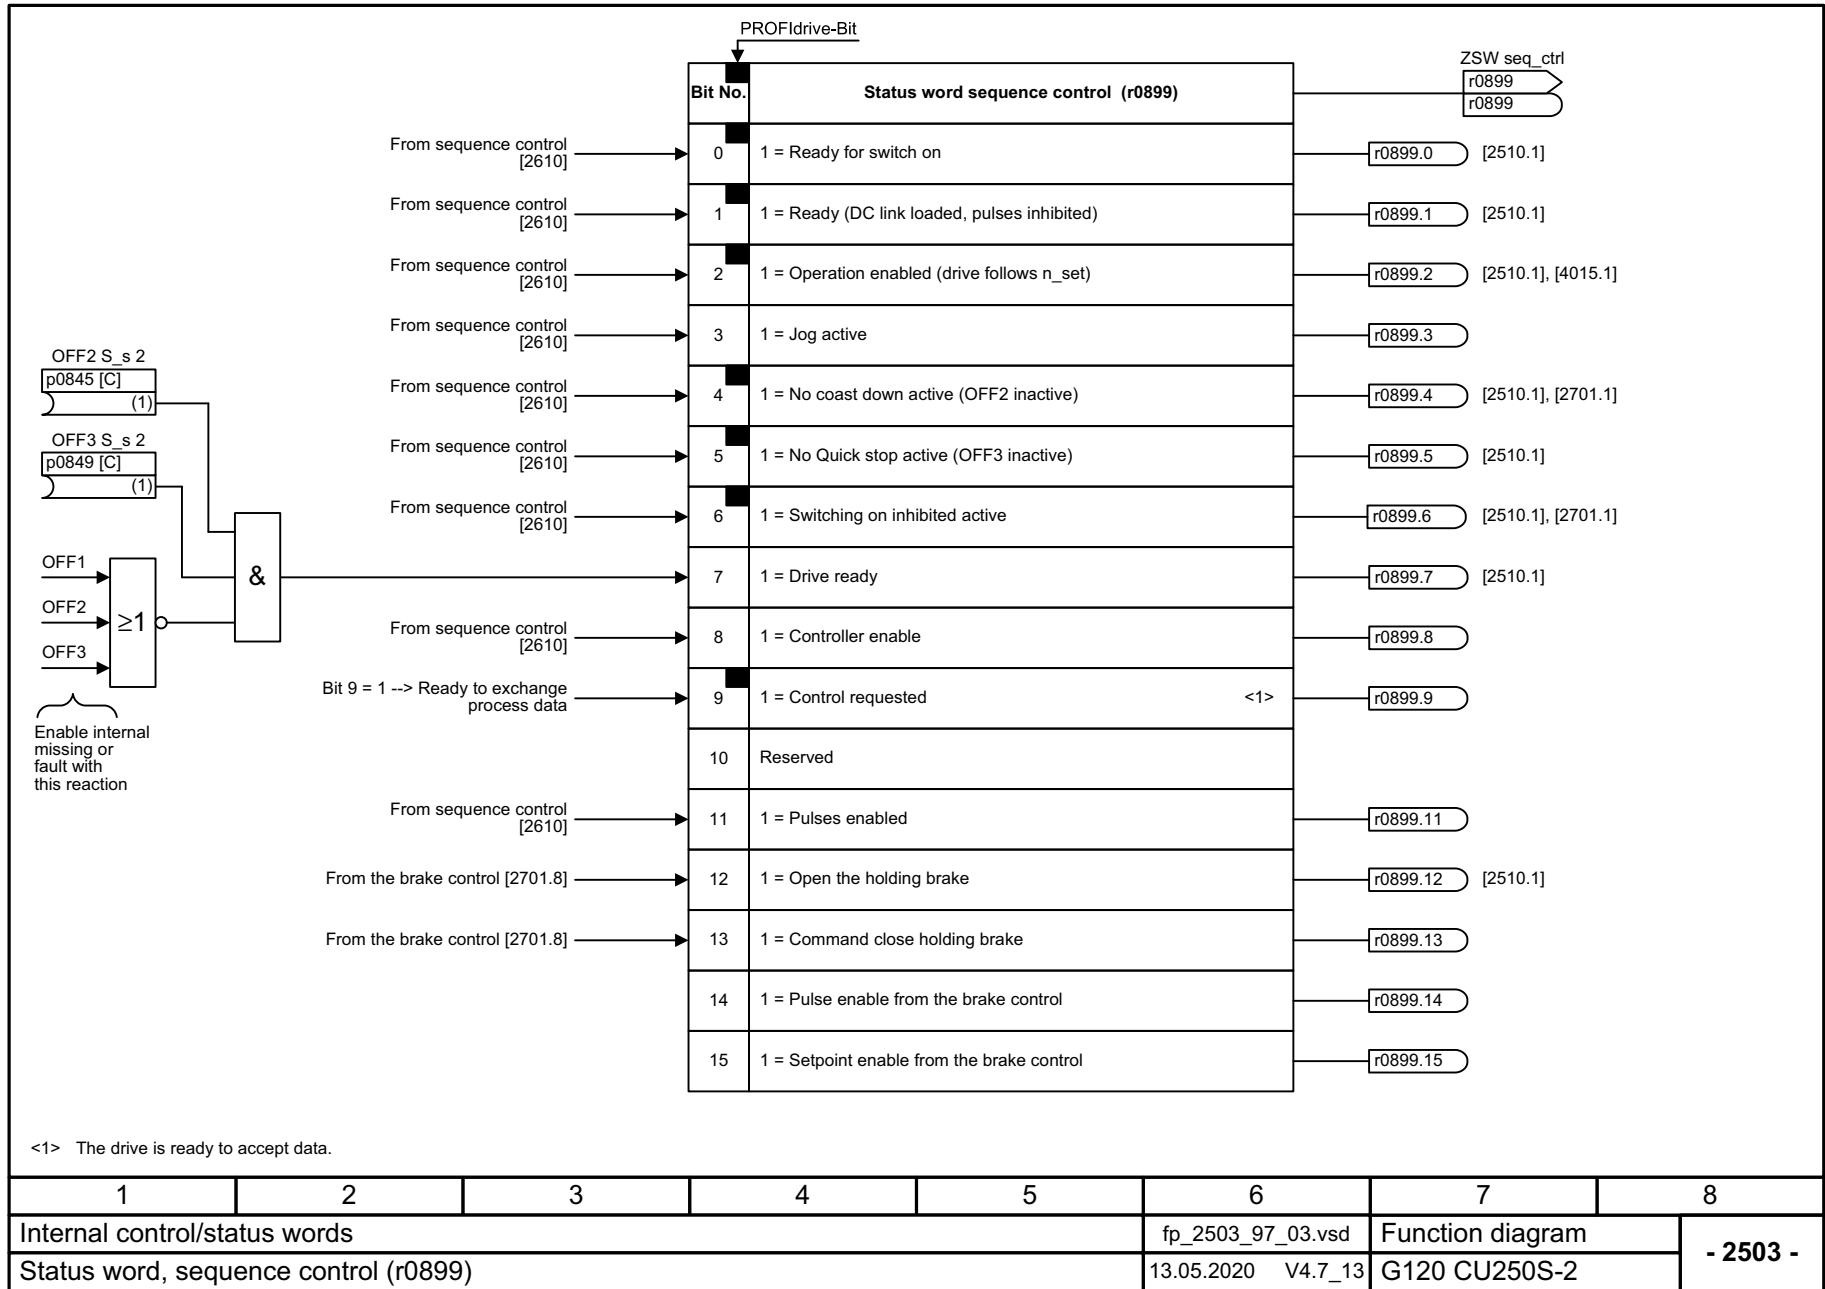 PROFIdrive-Bit
ZSW seq_ctrl
r0899
r0899
Bit No. Status word sequence control (r0899)
From sequence control
[2610]
0 1 = Ready for switch on r0899.0 [2510.1]
From sequence control
[2610]
1 1 = Ready (DC link loaded, pulses inhibited) r0899.1 [2510.1]
From sequence control
[2610]
2 1 = Operation enabled (drive follows n_set) r0899.2 [2510.1], [4015.1]
From sequence control
[2610]
3 1 = Jog active r0899.3
OFF2 S_s 2
p0845 [C]
(1)
From sequence control
[2610]
4 1 = No coast down active (OFF2 inactive) r0899.4 [2510.1], [2701.1]
OFF3 S_s 2
p0849 [C]
(1)
From sequence control
[2610]
5 1 = No Quick stop active (OFF3 inactive) r0899.5 [2510.1]
From sequence control
[2610]
6 1 = Switching on inhibited active r0899.6 [2510.1], [2701.1]
OFF1
OFF2
OFF3
≥1
&
7 1 = Drive ready r0899.7 [2510.1]
From sequence control
[2610]
8 1 = Controller enable r0899.8
Bit 9 = 1 --> Ready to exchange
process data
9 1 = Control requested <1> r0899.9
Enable internal
missing or
fault with
this reaction
10 Reserved
From sequence control
[2610]
11 1 = Pulses enabled r0899.11
From the brake control [2701.8] 12 1 = Open the holding brake r0899.12 [2510.1]
From the brake control [2701.8] 13 1 = Command close holding brake r0899.13
14 1 = Pulse enable from the brake control r0899.14
15 1 = Setpoint enable from the brake control r0899.15
<1> The drive is ready to accept data.
1 2 3 4 5 6 7 8
Internal control/status words fp_2503_97_03.vsd Function diagram
- 2503 -
Status word, sequence control (r0899) 13.05.2020 V4.7_13 G120 CU250S-2